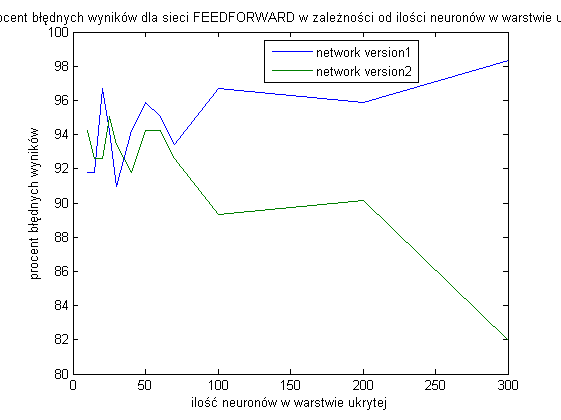 ocent błędnych wyników dla sieci FEEDFORWARD w zależności od ilości neuronów w warstwie u
100
98
96
94
92
90
88
86
84
82
80
procent błędnych wyników
network version1
network version2
0 50 100 150 200 250 300
ilość neuronów w warstwie ukrytej